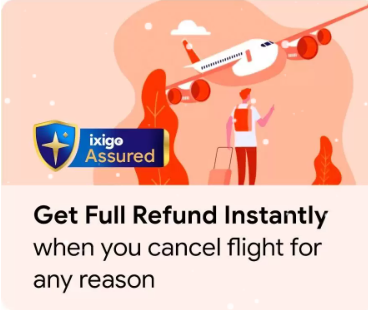 ixigo
Assured
Get Full Refund Instantly
when you cancel flight for
any reason